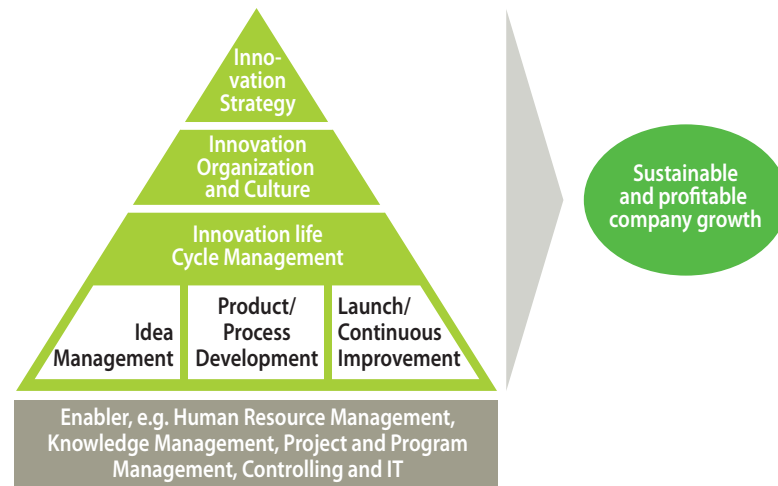 Inno-
vation
Strategy
Innovation
Organization
and Culture
Innovation life
Cycle Management
Idea
Management
Product/
Process
Development
Launch/
Continuous
Improvement
Enabler, e.g. Human Resource Management,
Knowledge Management, Project and Program
Management, Controlling and IT
Sustainable
and profitable
company growth